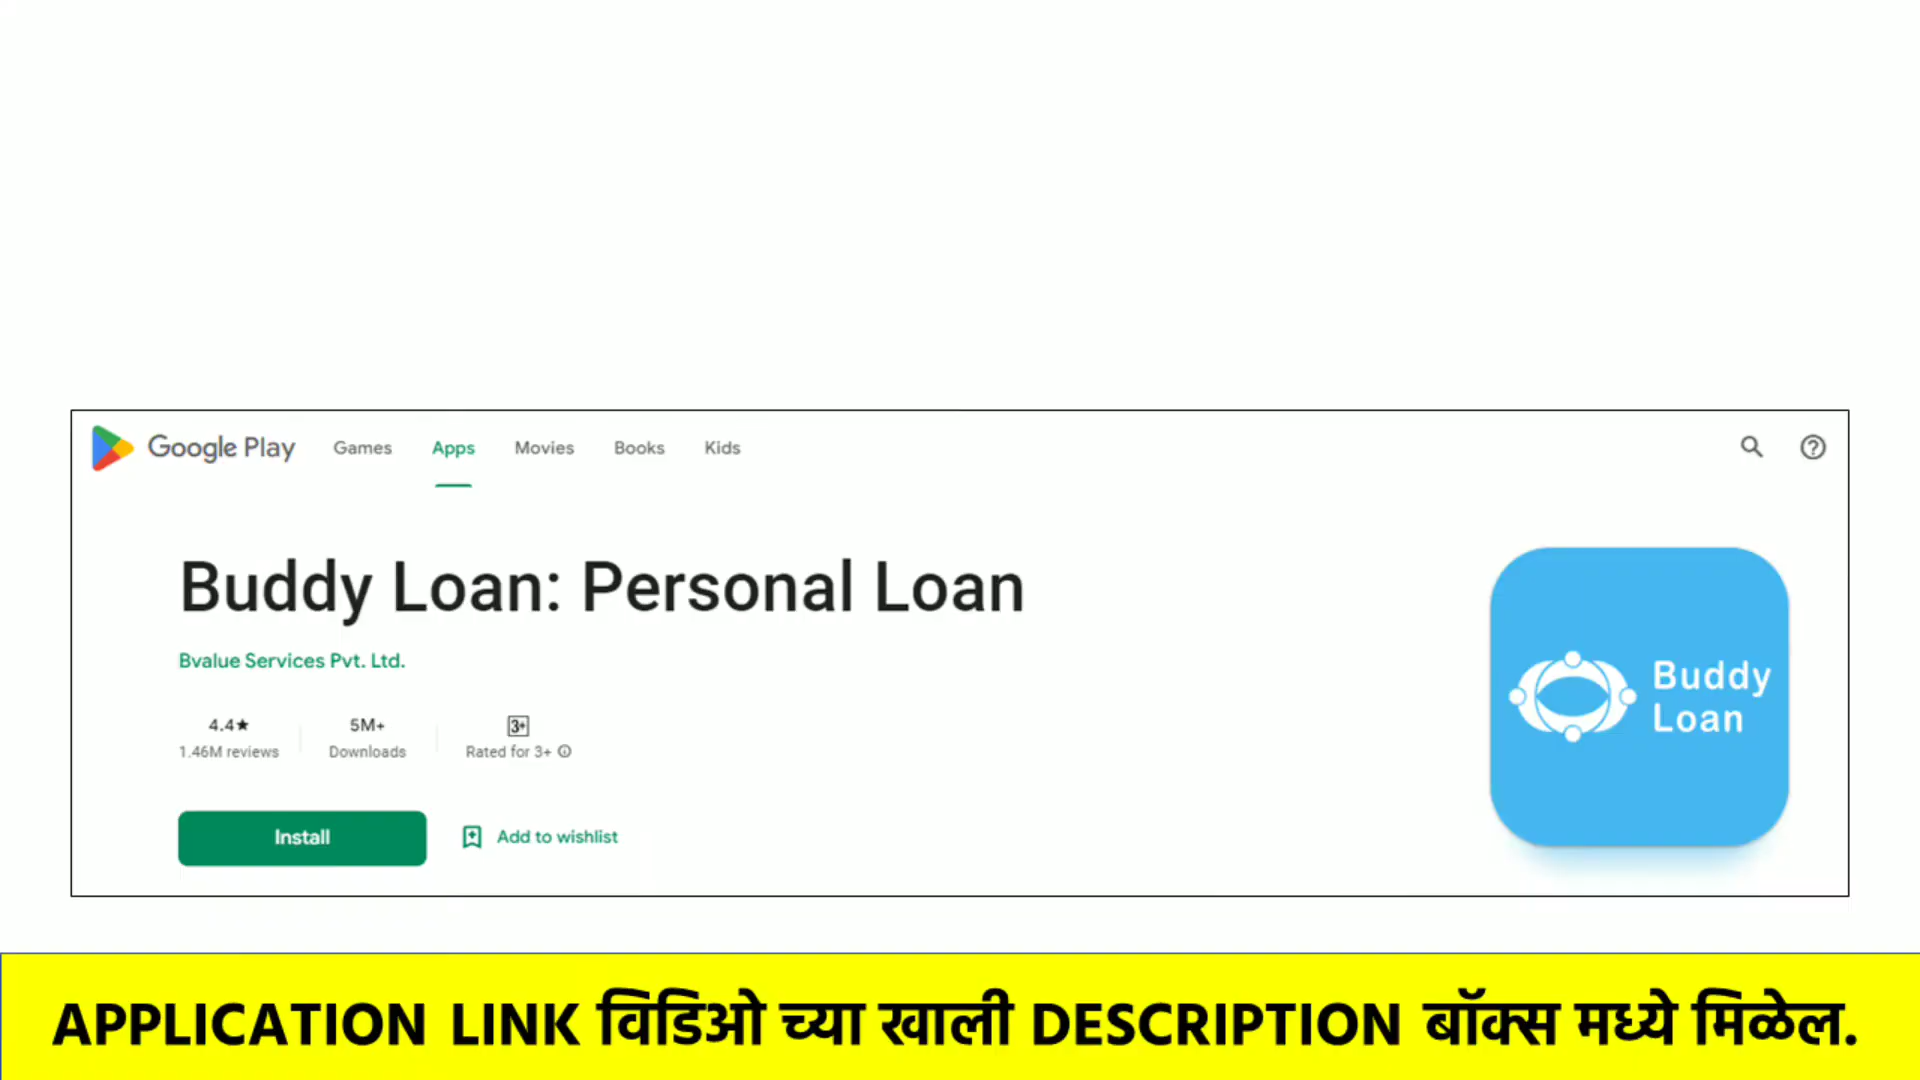 Google Play Games Apps Movies Books Kids
Buddy Loan: Personal Loan
Bvalue Services Pvt. Ltd.
4.4★ 5M+ 3+
1.46M reviews Downloads Rated for 3+
Install Add to wishlist
Buddy
Loan
APPLICATION LINK विडिओ च्या खाली DESCRIPTION बॉक्स मध्ये मिळेल.